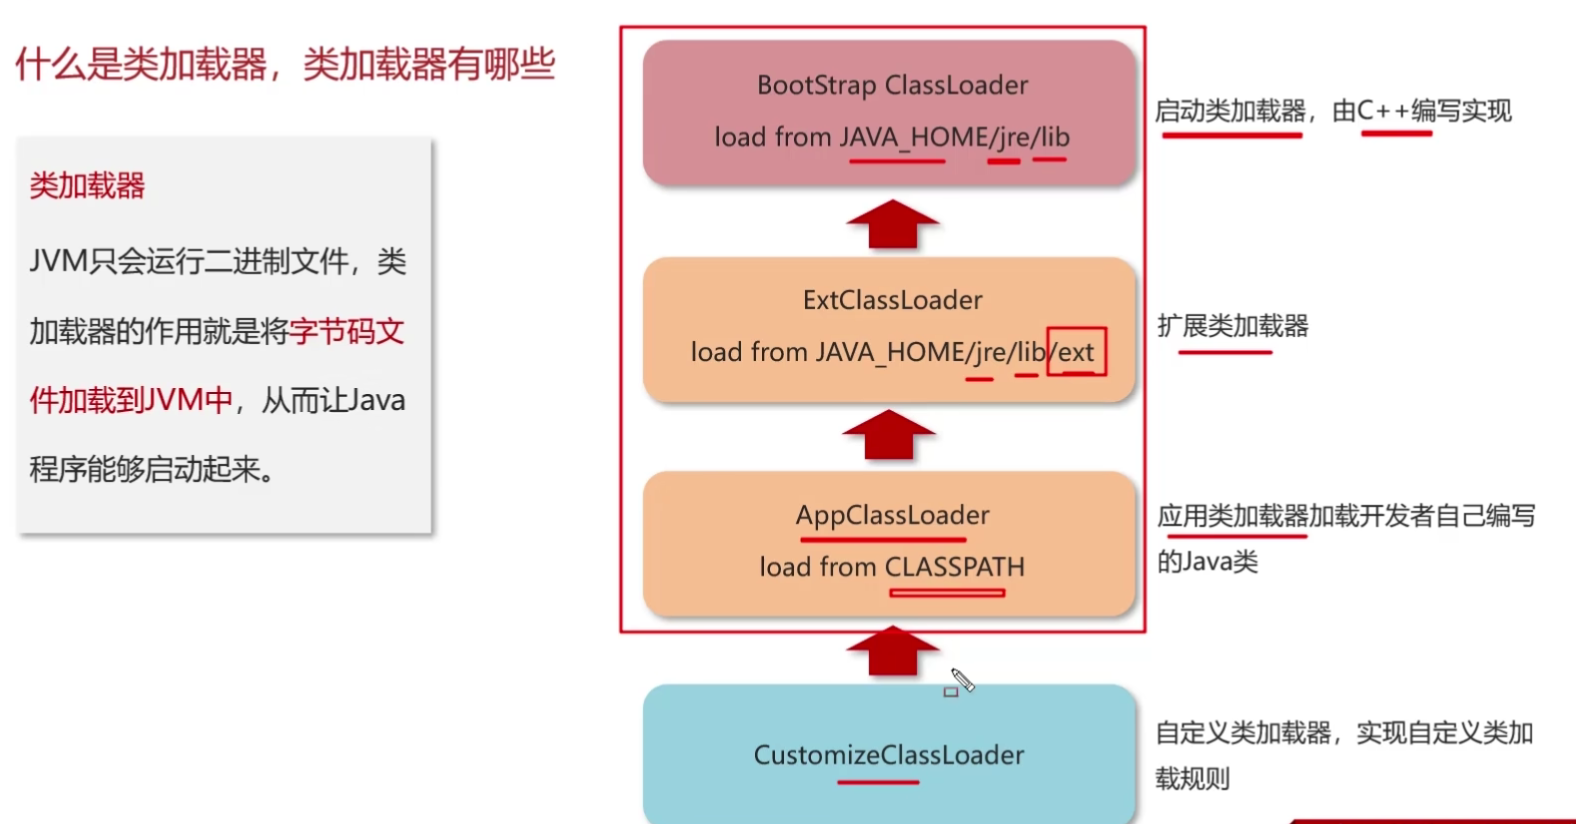 什么是类加载器，类加载器有哪些
类加载器
JVM只会运行二进制文件，类
加载器的作用就是将字节码文
件加载到JVM中，从而让Java
程序能够启动起来。
BootStrap ClassLoader
load from JAVA_HOME/jre/lib
启动类加载器，由C++编写实现
ExtClassLoader
load from JAVA_HOME/jre/lib/ext
扩展类加载器
AppClassLoader
load from CLASSPATH
应用类加载器加载开发者自己编写
的Java类
CustomizeClassLoader
自定义类加载器，实现自定义类加
载规则